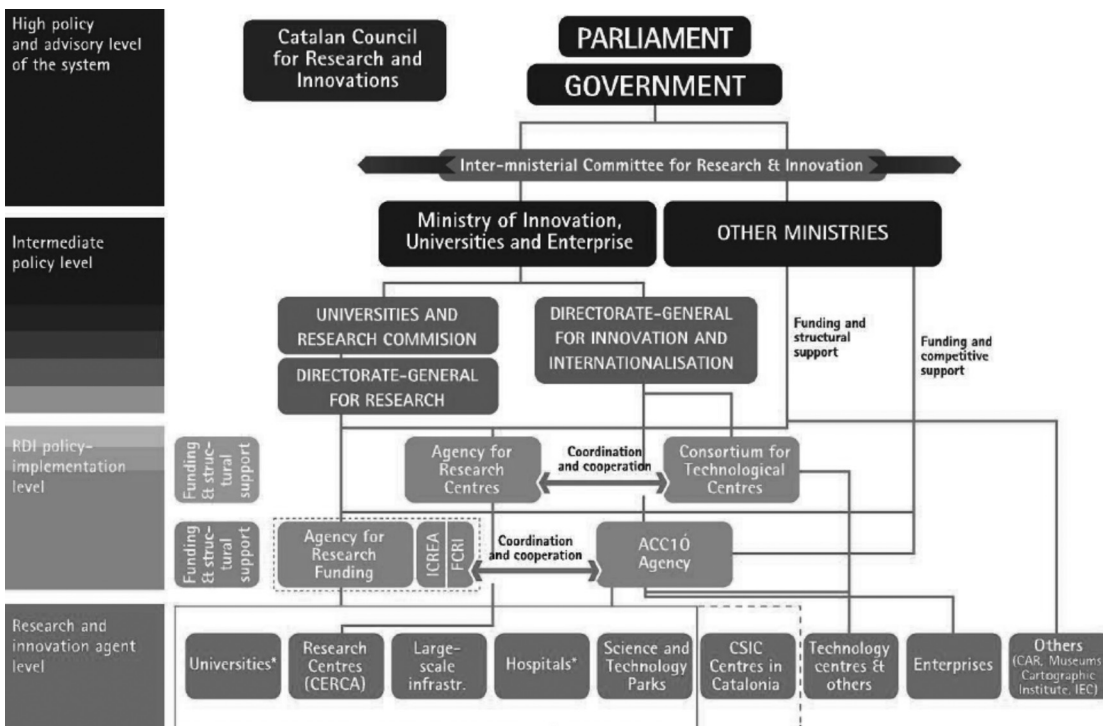 High policy
and advisory level
of the system
Catalan Council
for Research and
Innovations
PARLIAMENT
GOVERNMENT
Inter-mnisterial Committee for Research & Innovation
Intermediate
policy level
Ministry of Innovation,
Universities and Enterprise
OTHER MINISTRIES
UNIVERSITIES AND
RESEARCH COMMISION
DIRECTORATE-GENERAL
FOR RESEARCH
DIRECTORATE-GENERAL
FOR INNOVATION AND
INTERNATIONALISATION
Funding and
structural
support
Funding and
competitive
support
RDI policy-
implementation
level
Funding
& struc-
tural
support
Agency for
Research
Centres
Coordination
and cooperation
Consortium for
Technological
Centres
Funding
& struc-
tural
support
Agency for
Research
Funding
ICREA
FCRI
Coordination
and cooperation
ACC1Ó
Agency
Research and
innovation agent
level
Universities*
Research
Centres
(CERCA)
Large-
scale
infrastr.
Hospitals*
Science and
Technology
Parks
CSIC
Centres in
Catalonia
Technology
centres &
others
Enterprises
Others
(CAR, Museums
Cartographic
Institute, IEC)